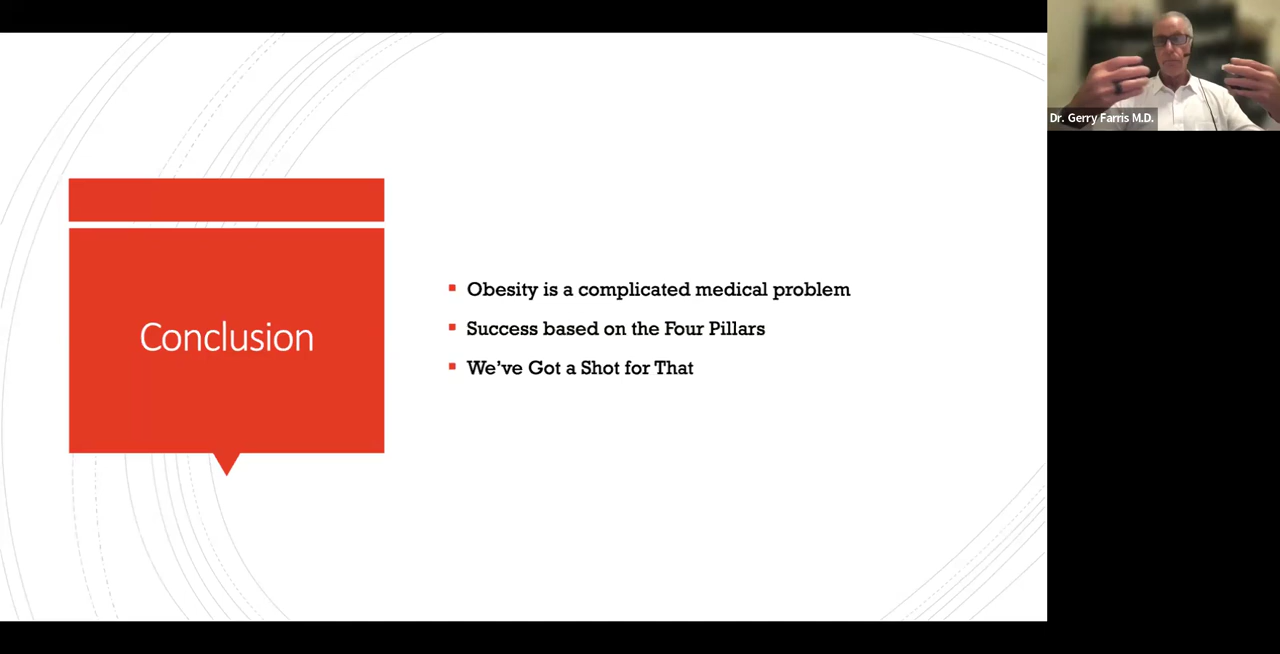 Dr. Gerry Farris M.D.
Conclusion
Obesity is a complicated medical problem
Success based on the Four Pillars
We’ve Got a Shot for That